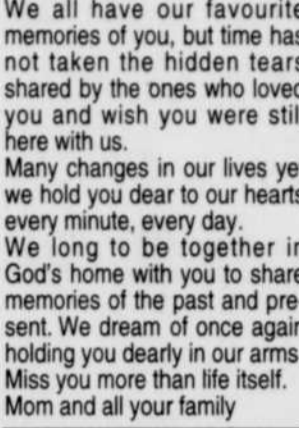 We all have our favourite
memories of you, but time has
not taken the hidden tears
shared by the ones who loved
you and wish you were still
here with us.
Many changes in our lives yet
we hold you dear to our hearts
every minute, every day.
We long to be together in
God's home with you to share
memories of the past and pre-
sent. We dream of once again
holding you dearly in our arms.
Miss you more than life itself.
Mom and all your family